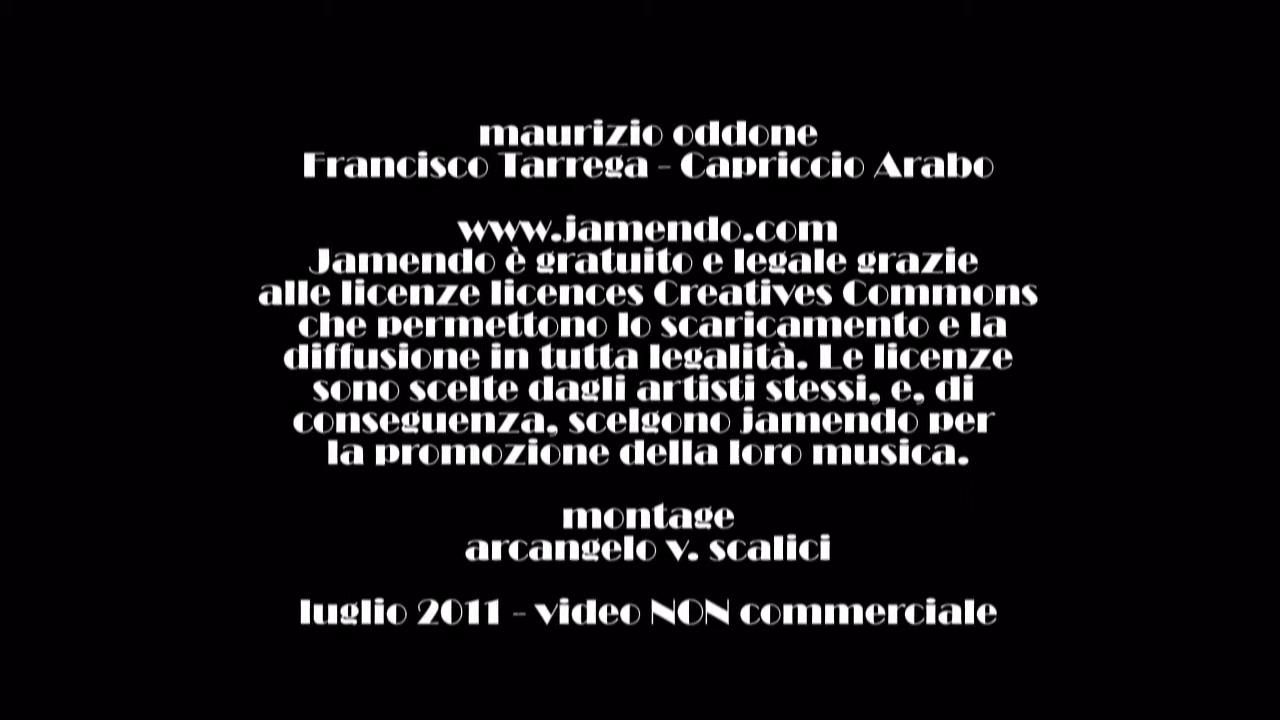 maurizio oddone
Francisco Tarrega - Capriccio Arabo
www.jamendo.com
Jamendo è gratuito e legale grazie
alle licenze licences Creatives Commons
che permettono lo scaricamento e la
diffusione in tutta legalità. Le licenze
sono scelte dagli artisti stessi, e, di
conseguenza, scelgono jamendo per
la promozione della loro musica.
montage
arcangelo v. scalici
luglio 2011 - video NON commerciale